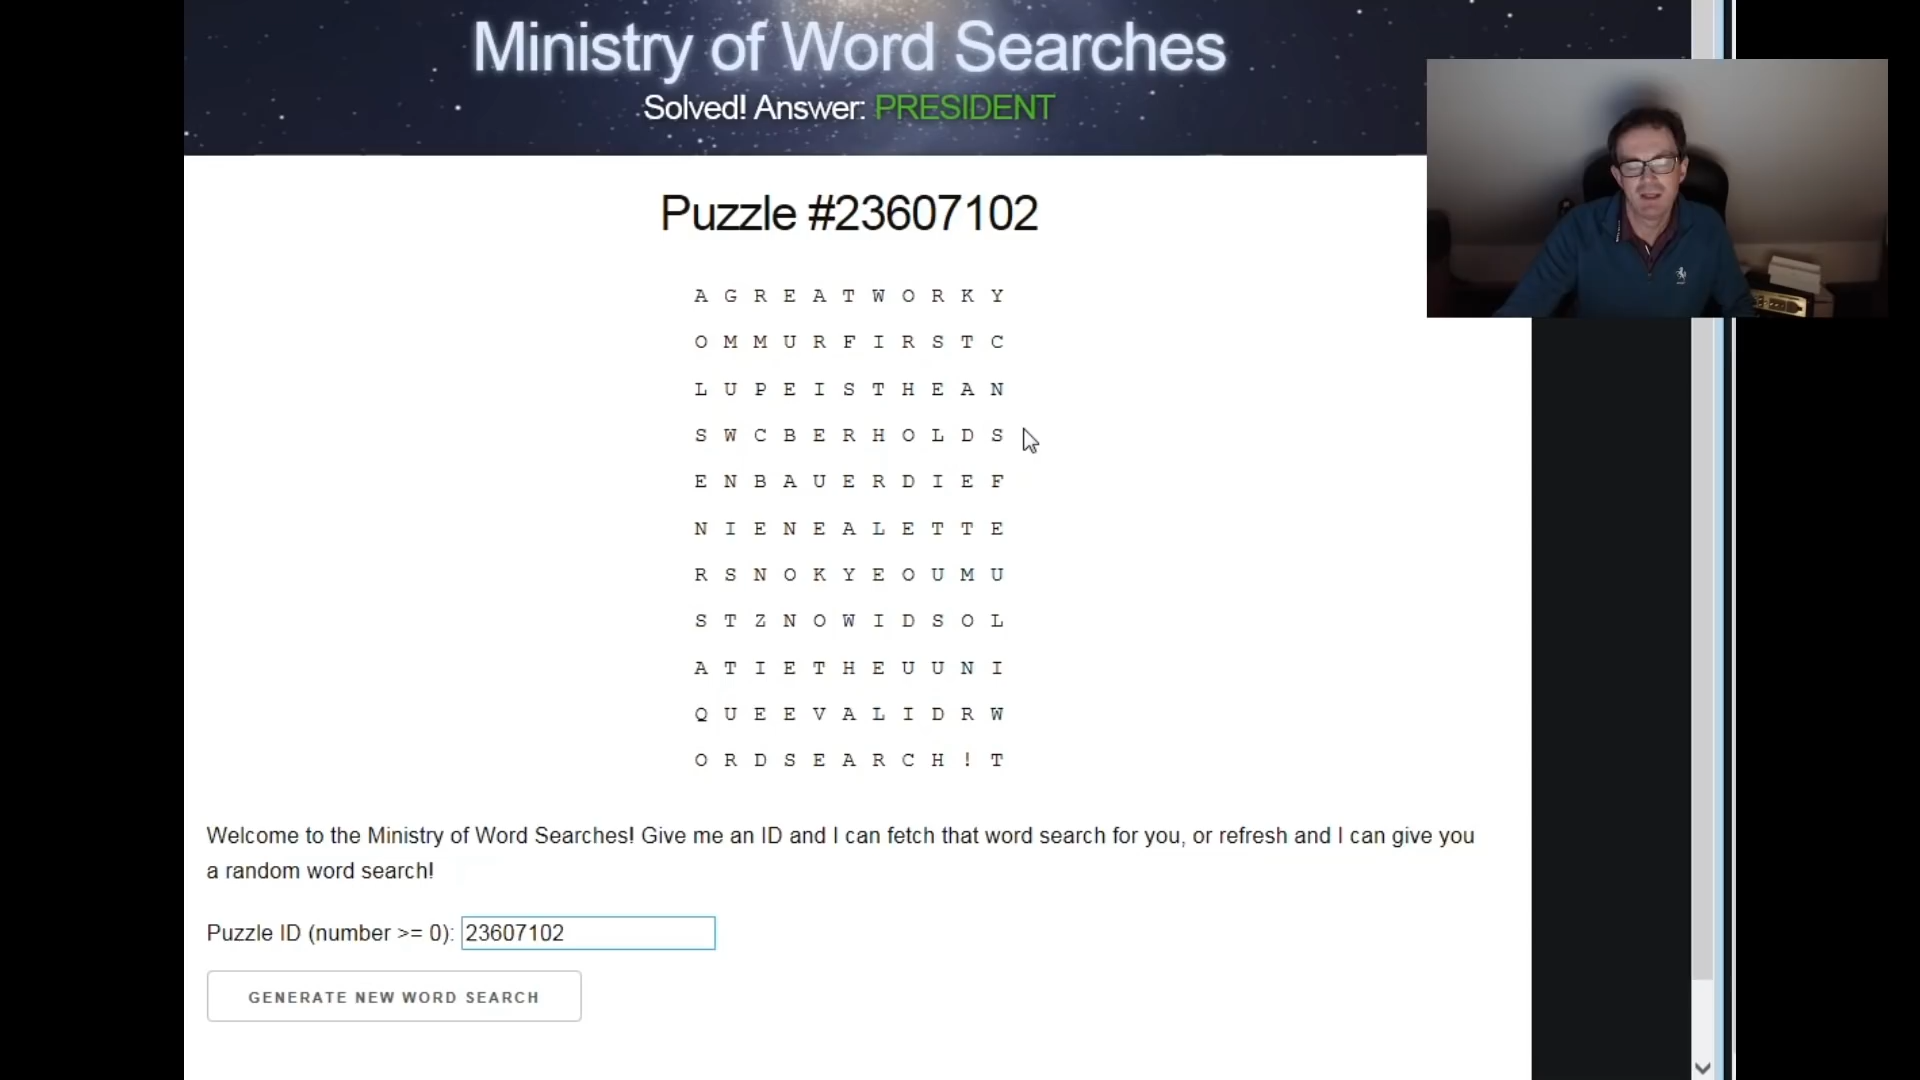 Ministry of Word Searches
Solved! Answer: PRESIDENT
Puzzle #23607102
A G R E A T W O R K Y
O M M U R F I R S T C
L U P E I S T H E A N
S W C B E R H O L D S
E N B A U E R D I E F
N I E N E A L E T T E
R S N O K Y E O U M U
S T Z N O W I D S O L
A T I E T H E U U N I
Q U E E V A L I D R W
O R D S E A R C H ! T
Welcome to the Ministry of Word Searches! Give me an ID and I can fetch that word search for you, or refresh and I can give you
a random word search!
Puzzle ID (number >= 0): 23607102
GENERATE NEW WORD SEARCH